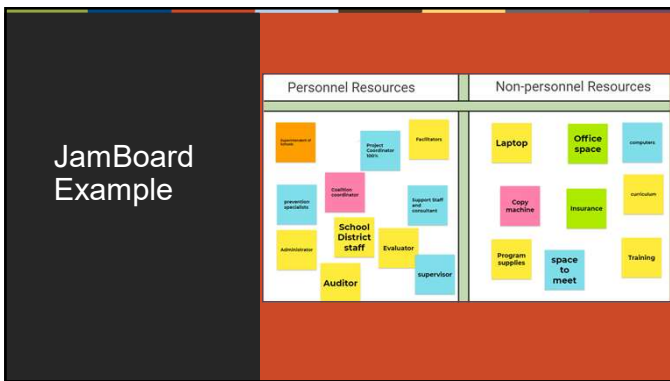 JamBoard
Example
Personnel Resources
Non-personnel Resources
Superintendent of
Schools
Project
Coordinator
100%
Facilitators
prevention
specialists
Coalition
coordinator
Support Staff
and
consultant
Administrator
School
District
staff
Evaluator
supervisor
Auditor
Laptop
Office
space
computers
Copy
machine
Insurance
curriculum
Program
supplies
space
to
meet
Training